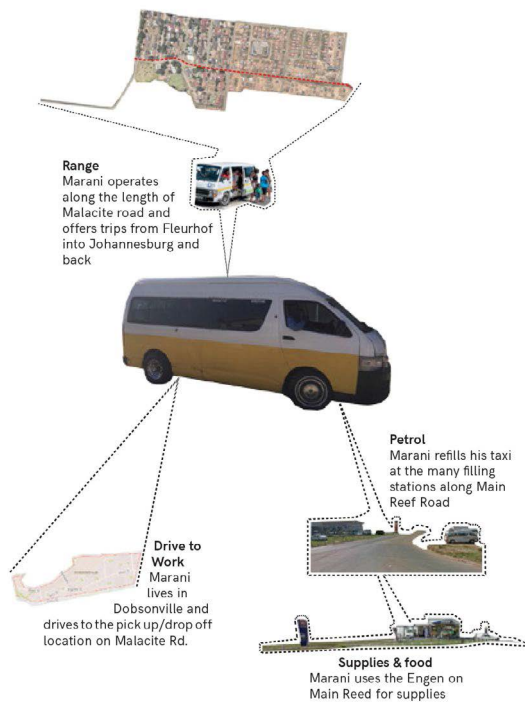 Range
Marani operates
along the length of
Malacite road and
offers trips from Fleurhof
into Johannesburg and
back
Petrol
Marani refills his taxi
at the many filling
stations along Main
Reef Road
Drive to
Work
Marani
lives in
Dobsonville and
drives to the pick up/drop off
location on Malacite Rd.
Supplies & food
Marani uses the Engen on
Main Reed for supplies